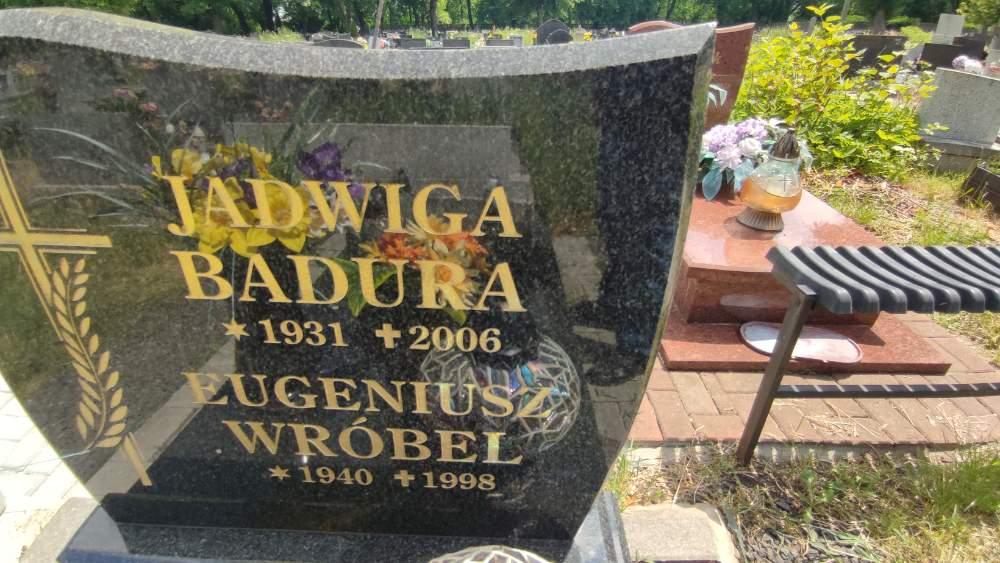 JADWIGA
BADURA
★ 1931 ✝ 2006
EUGENIUSZ
WRÓBEL
★ 1940 ✝ 1998